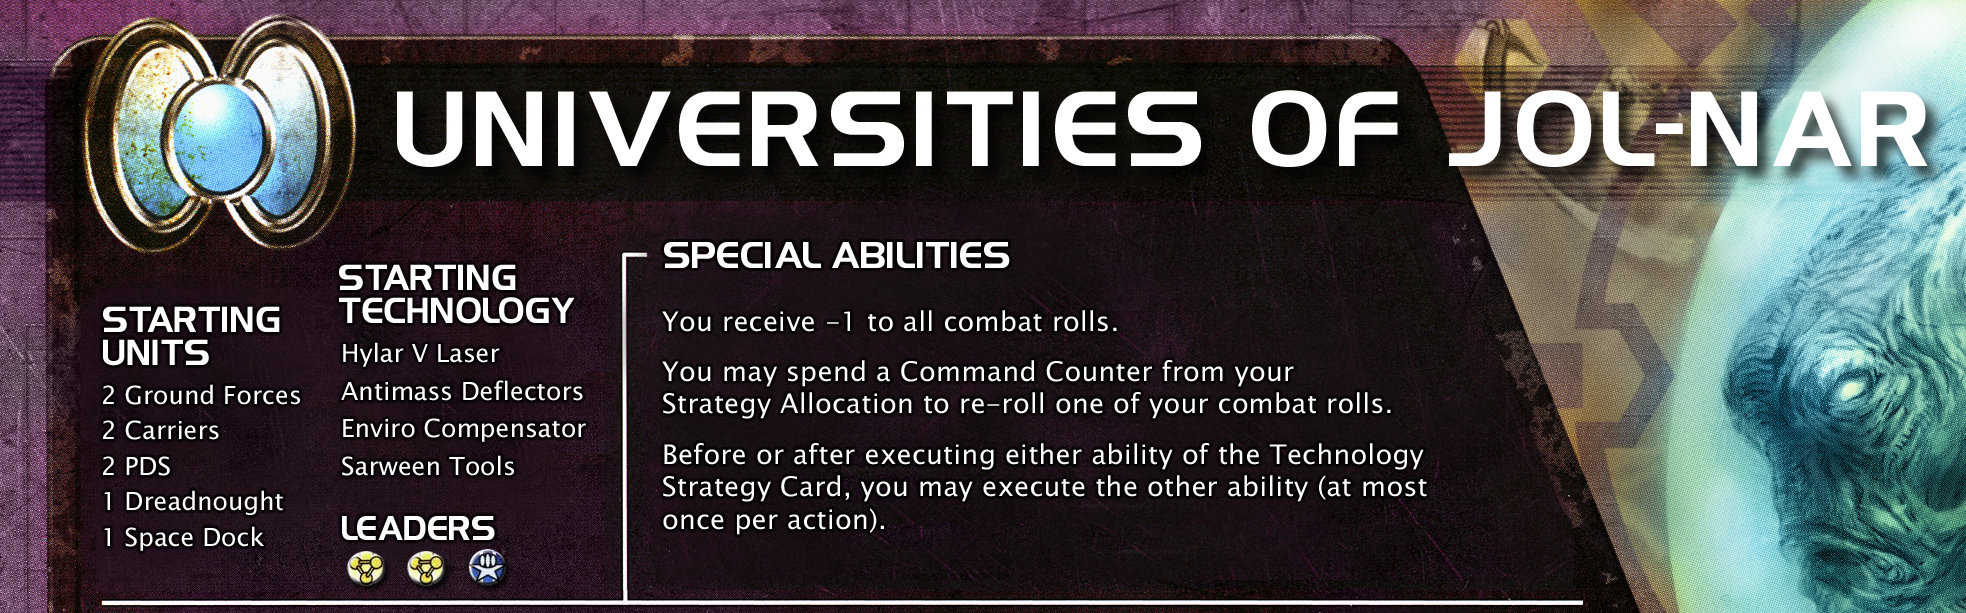 UNIVERSITIES OF JOL-NAR
STARTING
UNITS
2 Ground Forces
2 Carriers
2 PDS
1 Dreadnought
1 Space Dock
STARTING
TECHNOLOGY
Hylar V Laser
Antimass Deflectors
Enviro Compensator
Sarween Tools
LEADERS
SPECIAL ABILITIES
You receive -1 to all combat rolls.
You may spend a Command Counter from your
Strategy Allocation to re-roll one of your combat rolls.
Before or after executing either ability of the Technology
Strategy Card, you may execute the other ability (at most
once per action).